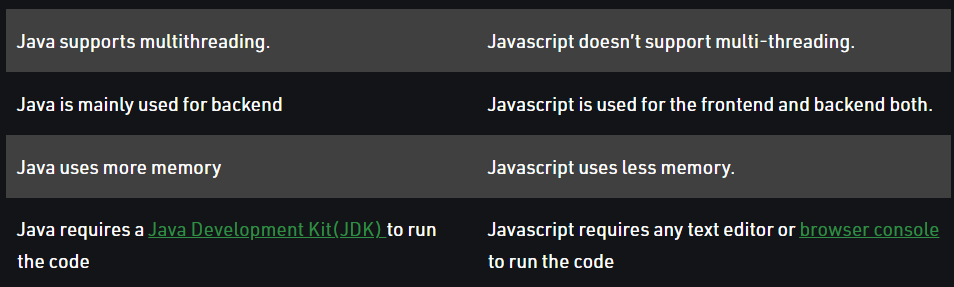 Java supports multithreading.
Javascript doesn't support multi-threading.
Java is mainly used for backend
Javascript is used for the frontend and backend both.
Java uses more memory
Javascript uses less memory.
Java requires a Java Development Kit(JDK) to run
the code
Javascript requires any text editor or browser console
to run the code